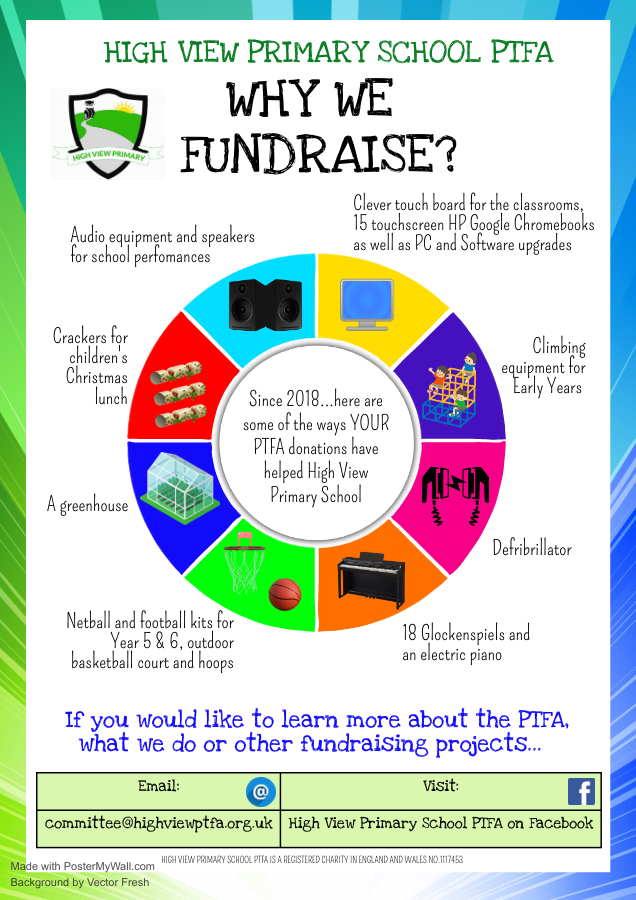 HIGH VIEW PRIMARY SCHOOL PTFA
WHY WE
FUNDRAISE?
HIGH VIEW PRIMARY
Clever touch board for the classrooms,
15 touchscreen HP Google Chromebooks
as well as PC and Software upgrades
Audio equipment and speakers
for school perfomances
Crackers for
children's
Christmas
lunch
Climbing
equipment for
Early Years
Since 2018...here are
some of the ways YOUR
PTFA donations have
helped High View
Primary School
A greenhouse
Defribrillator
Netball and football kits for
Year 5 & 6, outdoor
basketball court and hoops
18 Glockenspiels and
an electric piano
If you would like to learn more about the PTFA,
what we do or other fundraising projects...
Email:
@
Visit:
f
committee@highviewptfa.org.uk
High View Primary School PTFA on Facebook
HIGH VIEW PRIMARY SCHOOL PTFA IS A REGISTERED CHARITY IN ENGLAND AND WALES NO.1117453
Made with PosterMyWall.com
Background by Vector Fresh